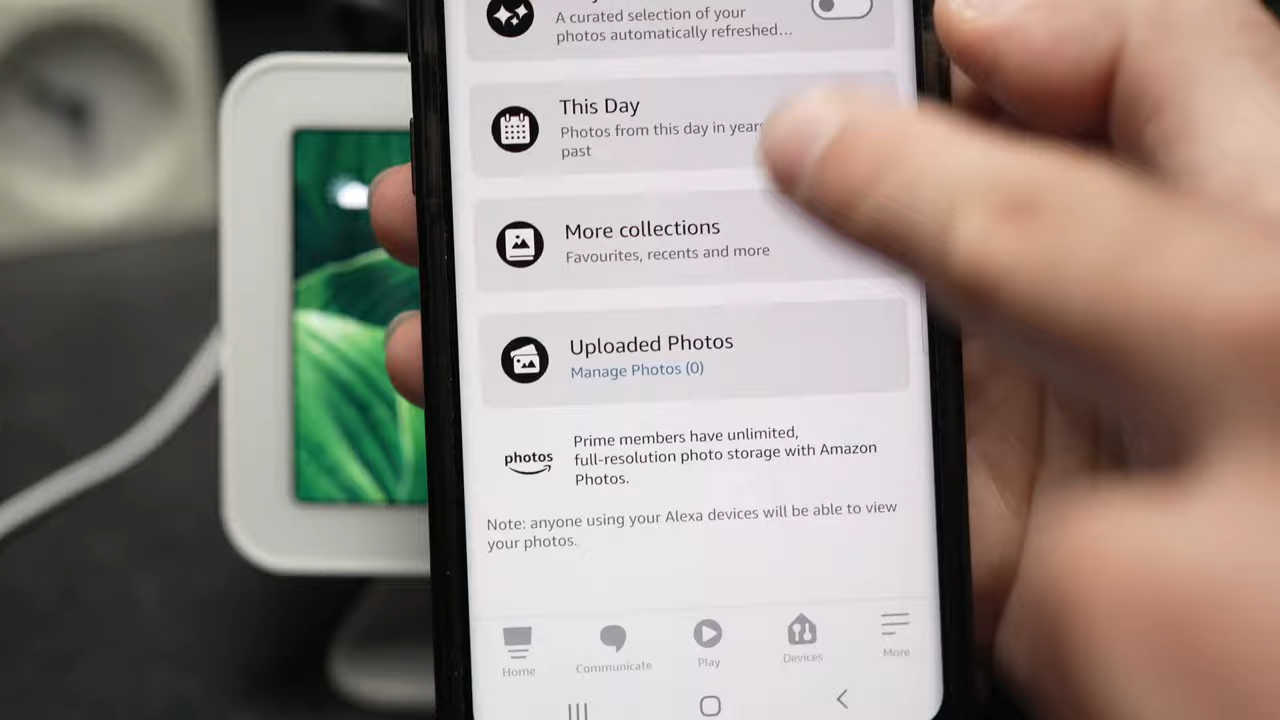 A curated selection of your
photos automatically refreshed...
This Day
Photos from this day in years
past
More collections
Favourites, recents and more
Uploaded Photos
Manage Photos (0)
photos
Prime members have unlimited,
full-resolution photo storage with Amazon
Photos.
Note: anyone using your Alexa devices will be able to view
your photos.
Home
Communicate
Play
Devices
More